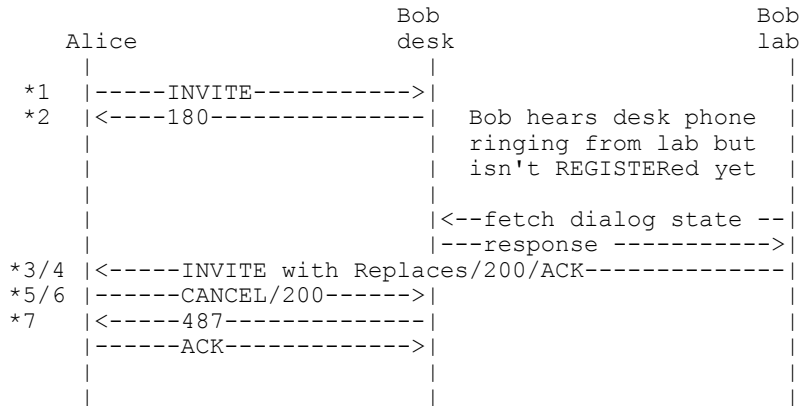 Bob                         Bob
    Alice                      desk                        lab
      |                          |                           |
 *1   |-----INVITE----------->|                           |
 *2   |<----180---------------|  Bob hears desk phone     |
      |                          |  ringing from lab but     |
      |                          |  isn't REGISTERed yet     |
      |                          |                           |
      |                          |<--fetch dialog state --|
      |                          |---response ----------->|
*3/4  |<-----INVITE with Replaces/200/ACK--------------|
*5/6  |------CANCEL/200------>|                           |
*7    |<-----487--------------|                           |
      |------ACK------------->|                           |
      |                          |                           |
      |                          |                           |